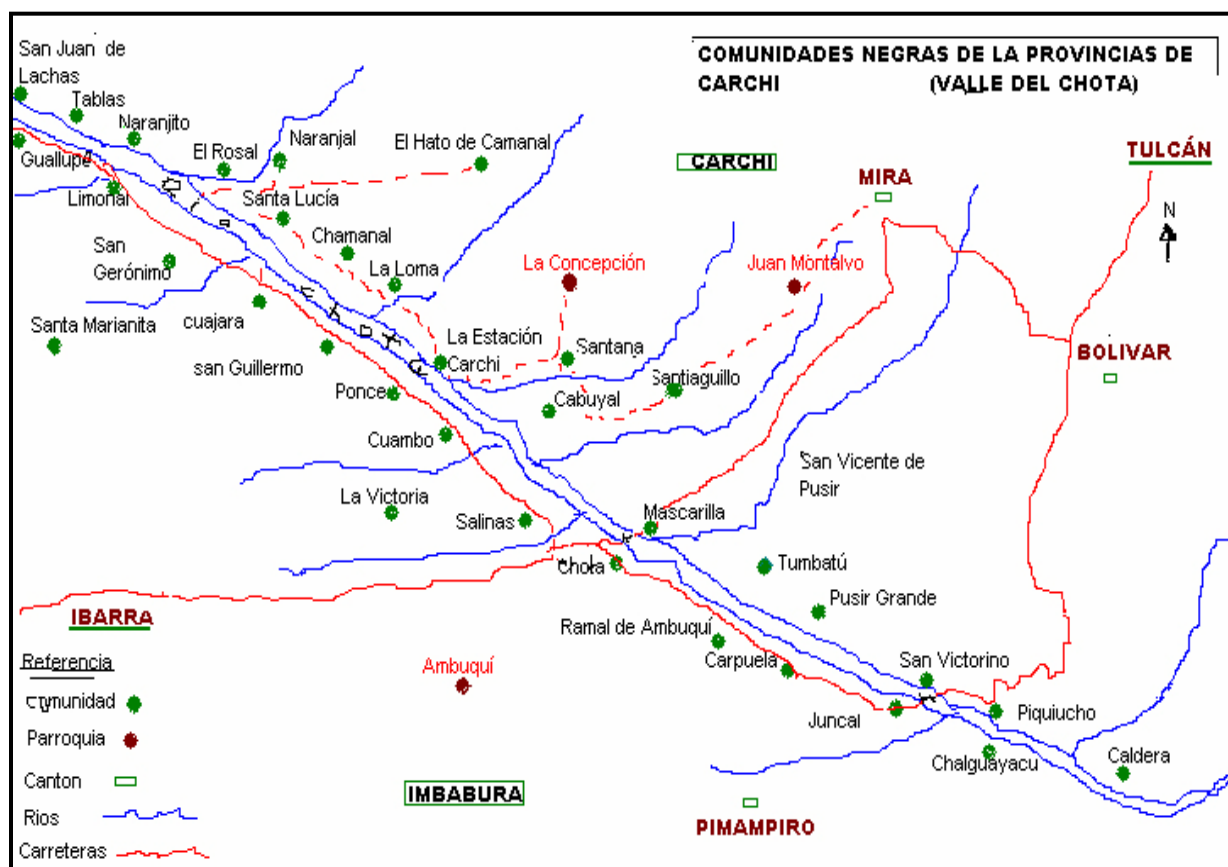 COMUNIDADES NEGRAS DE LA PROVINCIAS DE
CARCHI (VALLE DEL CHOTA)
San Juan de
Lachas
Tablas
Naranjito
El Rosal
Naranjal
El Hato de Camanal
CARCHI
TULCÁN
MIRA
N
Guallupe
Limonal
Santa Lucía
San
Gerónimo
Chamanal
La Loma
La Concepción
Juan Montalvo
Santa Marianita
cuajara
san Guillermo
La Estación
Carchi
Santana
BOLIVAR
Ponce
Cabuyal
Santiaguillo
Cuambo
San Vicente de
Pusir
La Victoria
Salinas
Mascarilla
Chota
Tumbatú
Pusir Grande
IBARRA
Ramal de Ambuquí
Referencia
Ambuquí
Carpuela
San Victorino
comunidad
Juncal
Piquiucho
Parroquia
Chalguayacu
Caldera
Canton
IMBABURA
PIMAMPIRO
Rios
Carreteras